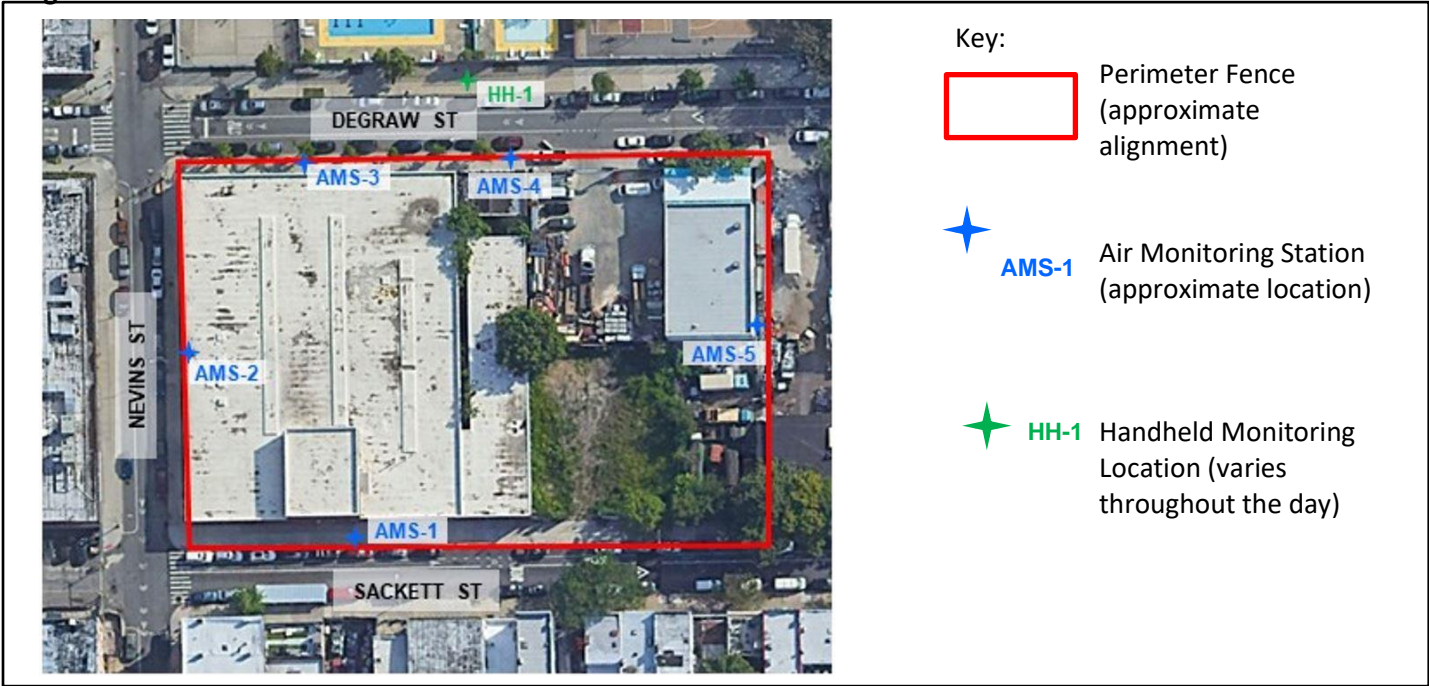 HH-1
DEGRAW ST
AMS-3
AMS-4
AMS-2
AMS-5
NEVINS ST
AMS-1
SACKETT ST
Key:
Perimeter Fence
(approximate
alignment)
AMS-1
Air Monitoring Station
(approximate location)
HH-1
Handheld Monitoring
Location (varies
throughout the day)